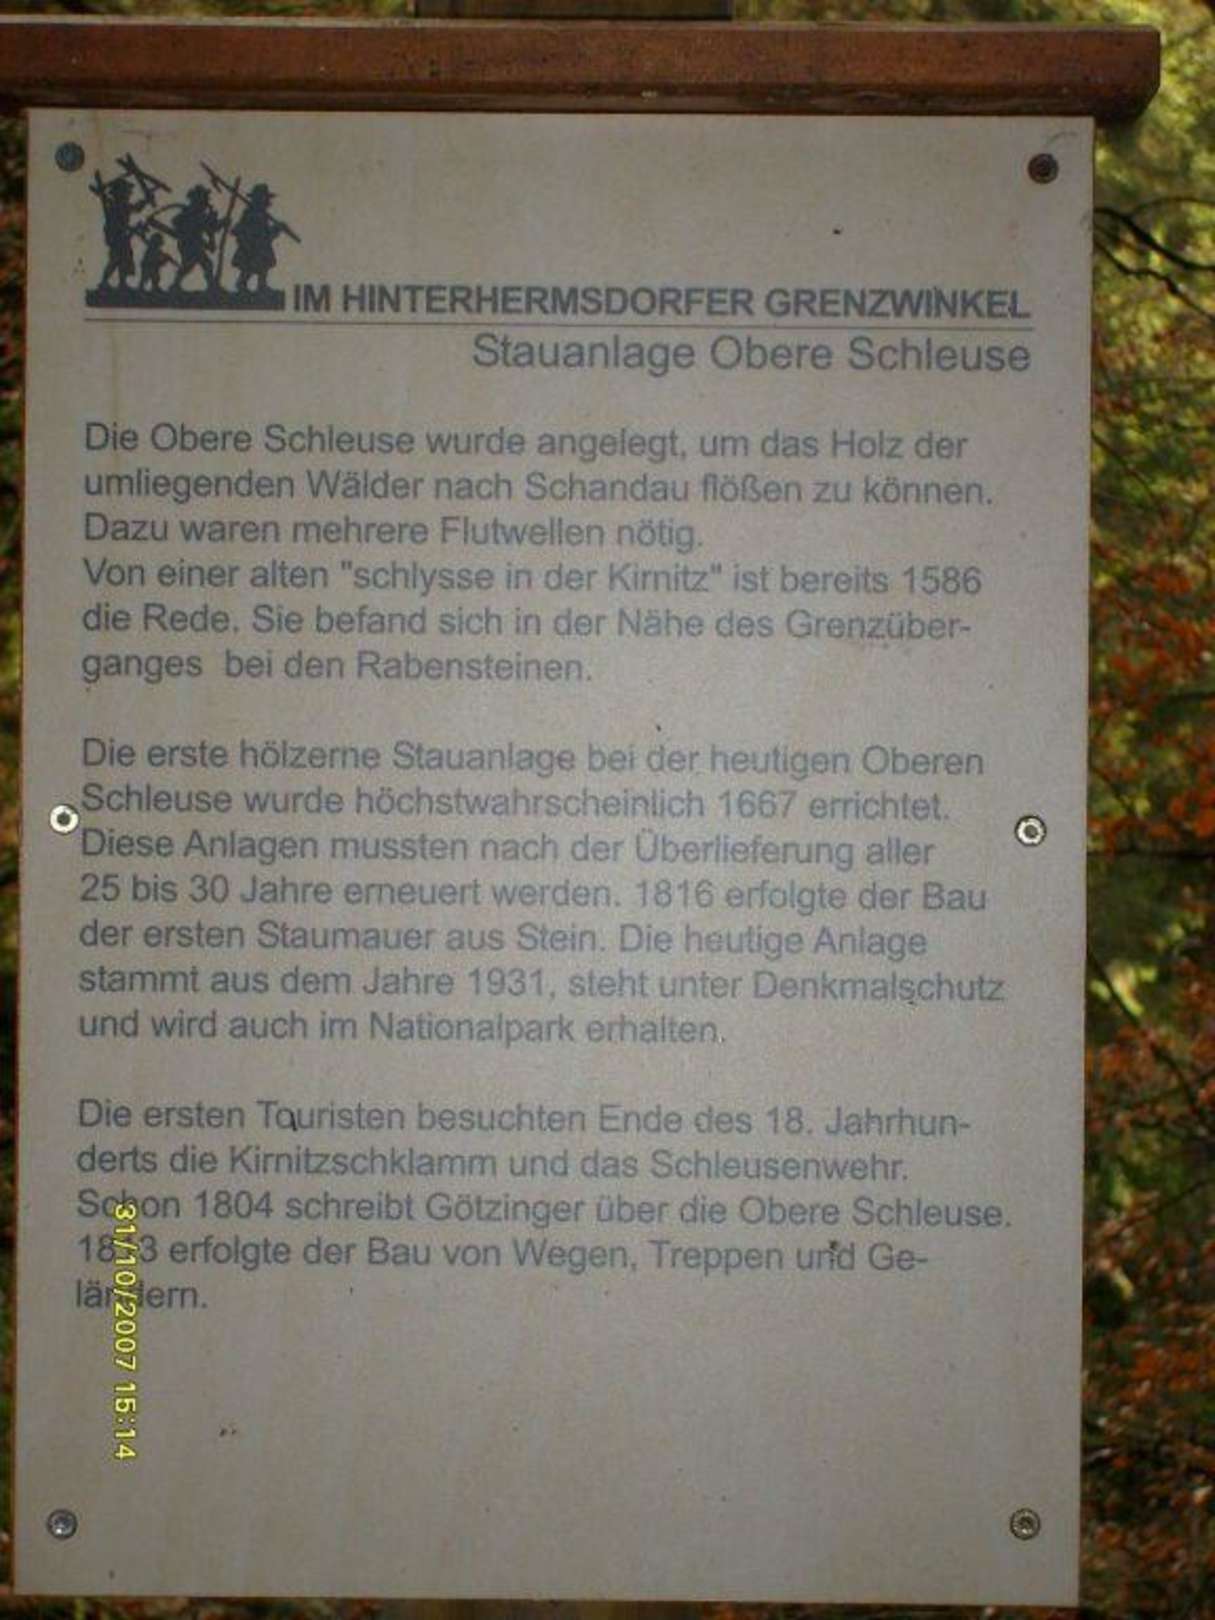 IM HINTERHERMSDORFER GRENZWINKEL
Stauanlage Obere Schleuse
Die Obere Schleuse wurde angelegt, um das Holz der
umliegenden Wälder nach Schandau flößen zu können.
Dazu waren mehrere Flutwellen nötig.
Von einer alten "schlysse in der Kirnitz" ist bereits 1586
die Rede. Sie befand sich in der Nähe des Grenzüber-
ganges bei den Rabensteinen.
Die erste hölzerne Stauanlage bei der heutigen Oberen
Schleuse wurde höchstwahrscheinlich 1667 errichtet.
Diese Anlagen mussten nach der Überlieferung aller
25 bis 30 Jahre erneuert werden. 1816 erfolgte der Bau
der ersten Staumauer aus Stein. Die heutige Anlage
stammt aus dem Jahre 1931, steht unter Denkmalschutz
und wird auch im Nationalpark erhalten.
Die ersten Touristen besuchten Ende des 18. Jahrhun-
derts die Kirnitzschklamm und das Schleusenwehr.
Schon 1804 schreibt Götzinger über die Obere Schleuse.
erfolgte der Bau von Wegen, Treppen und Ge-
ländern.
31/10/2007 15:14